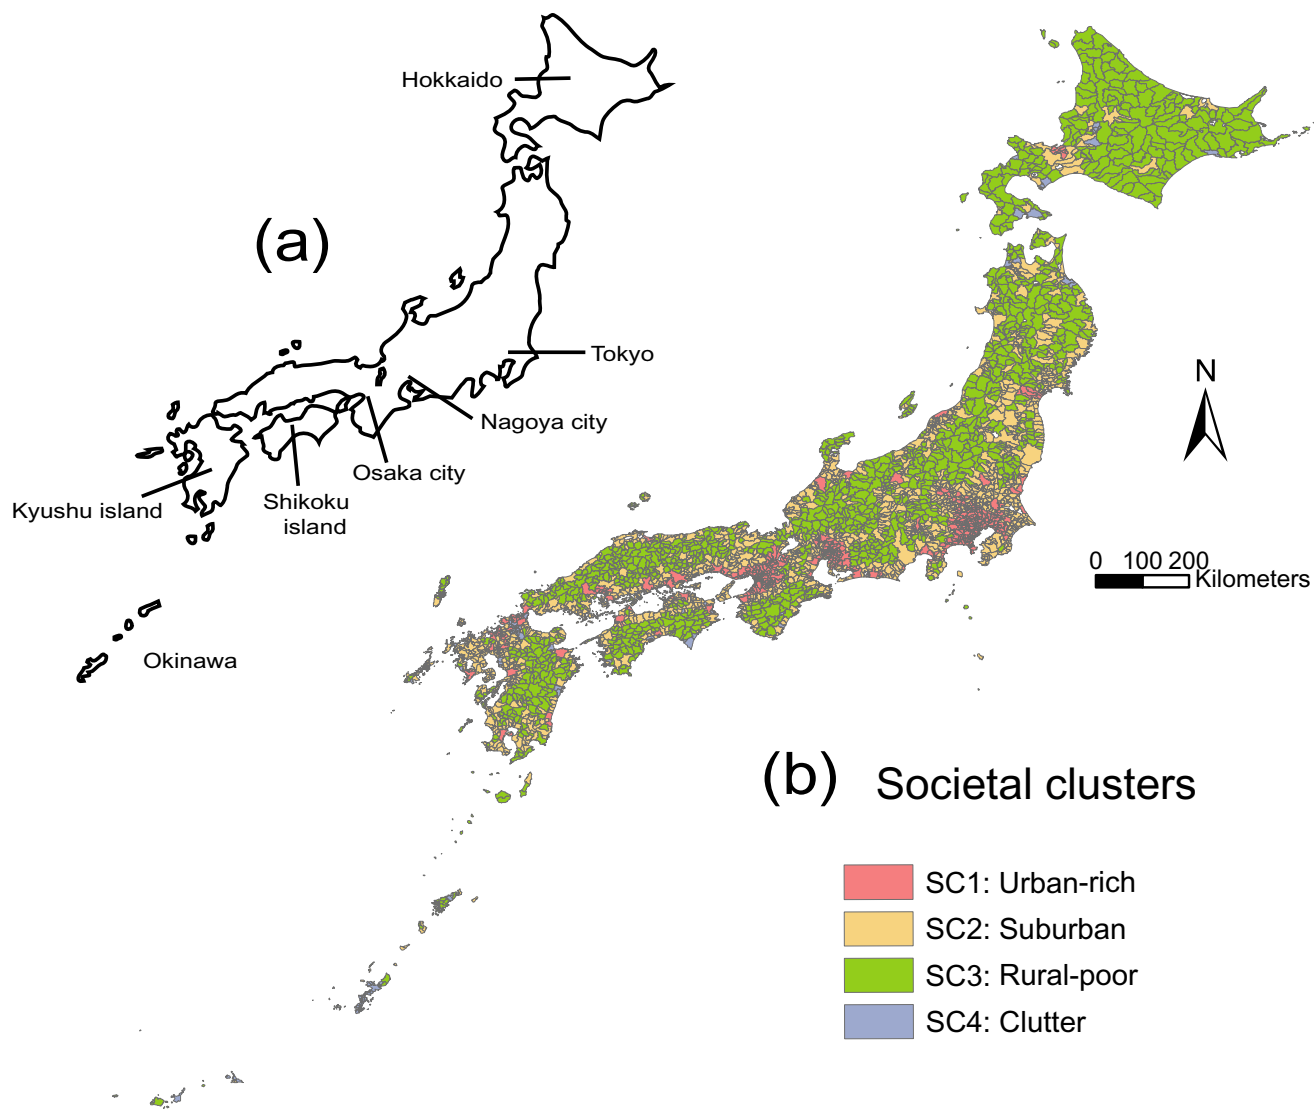 Hokkaido
(a)
Tokyo
Nagoya city
Osaka city
Kyushu island
Shikoku
island
Okinawa
N
0 100 200
Kilometers
(b) Societal clusters
SC1: Urban-rich
SC2: Suburban
SC3: Rural-poor
SC4: Clutter